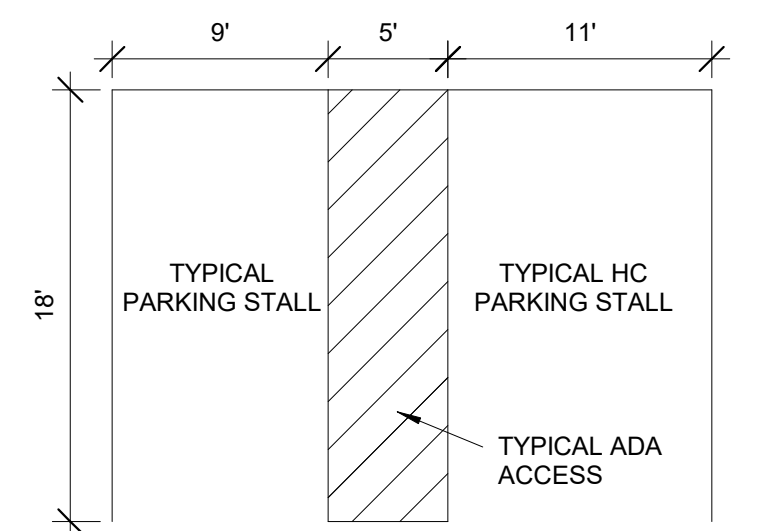 9'
5'
11'
18'
TYPICAL
PARKING STALL
TYPICAL HC
PARKING STALL
TYPICAL ADA
ACCESS